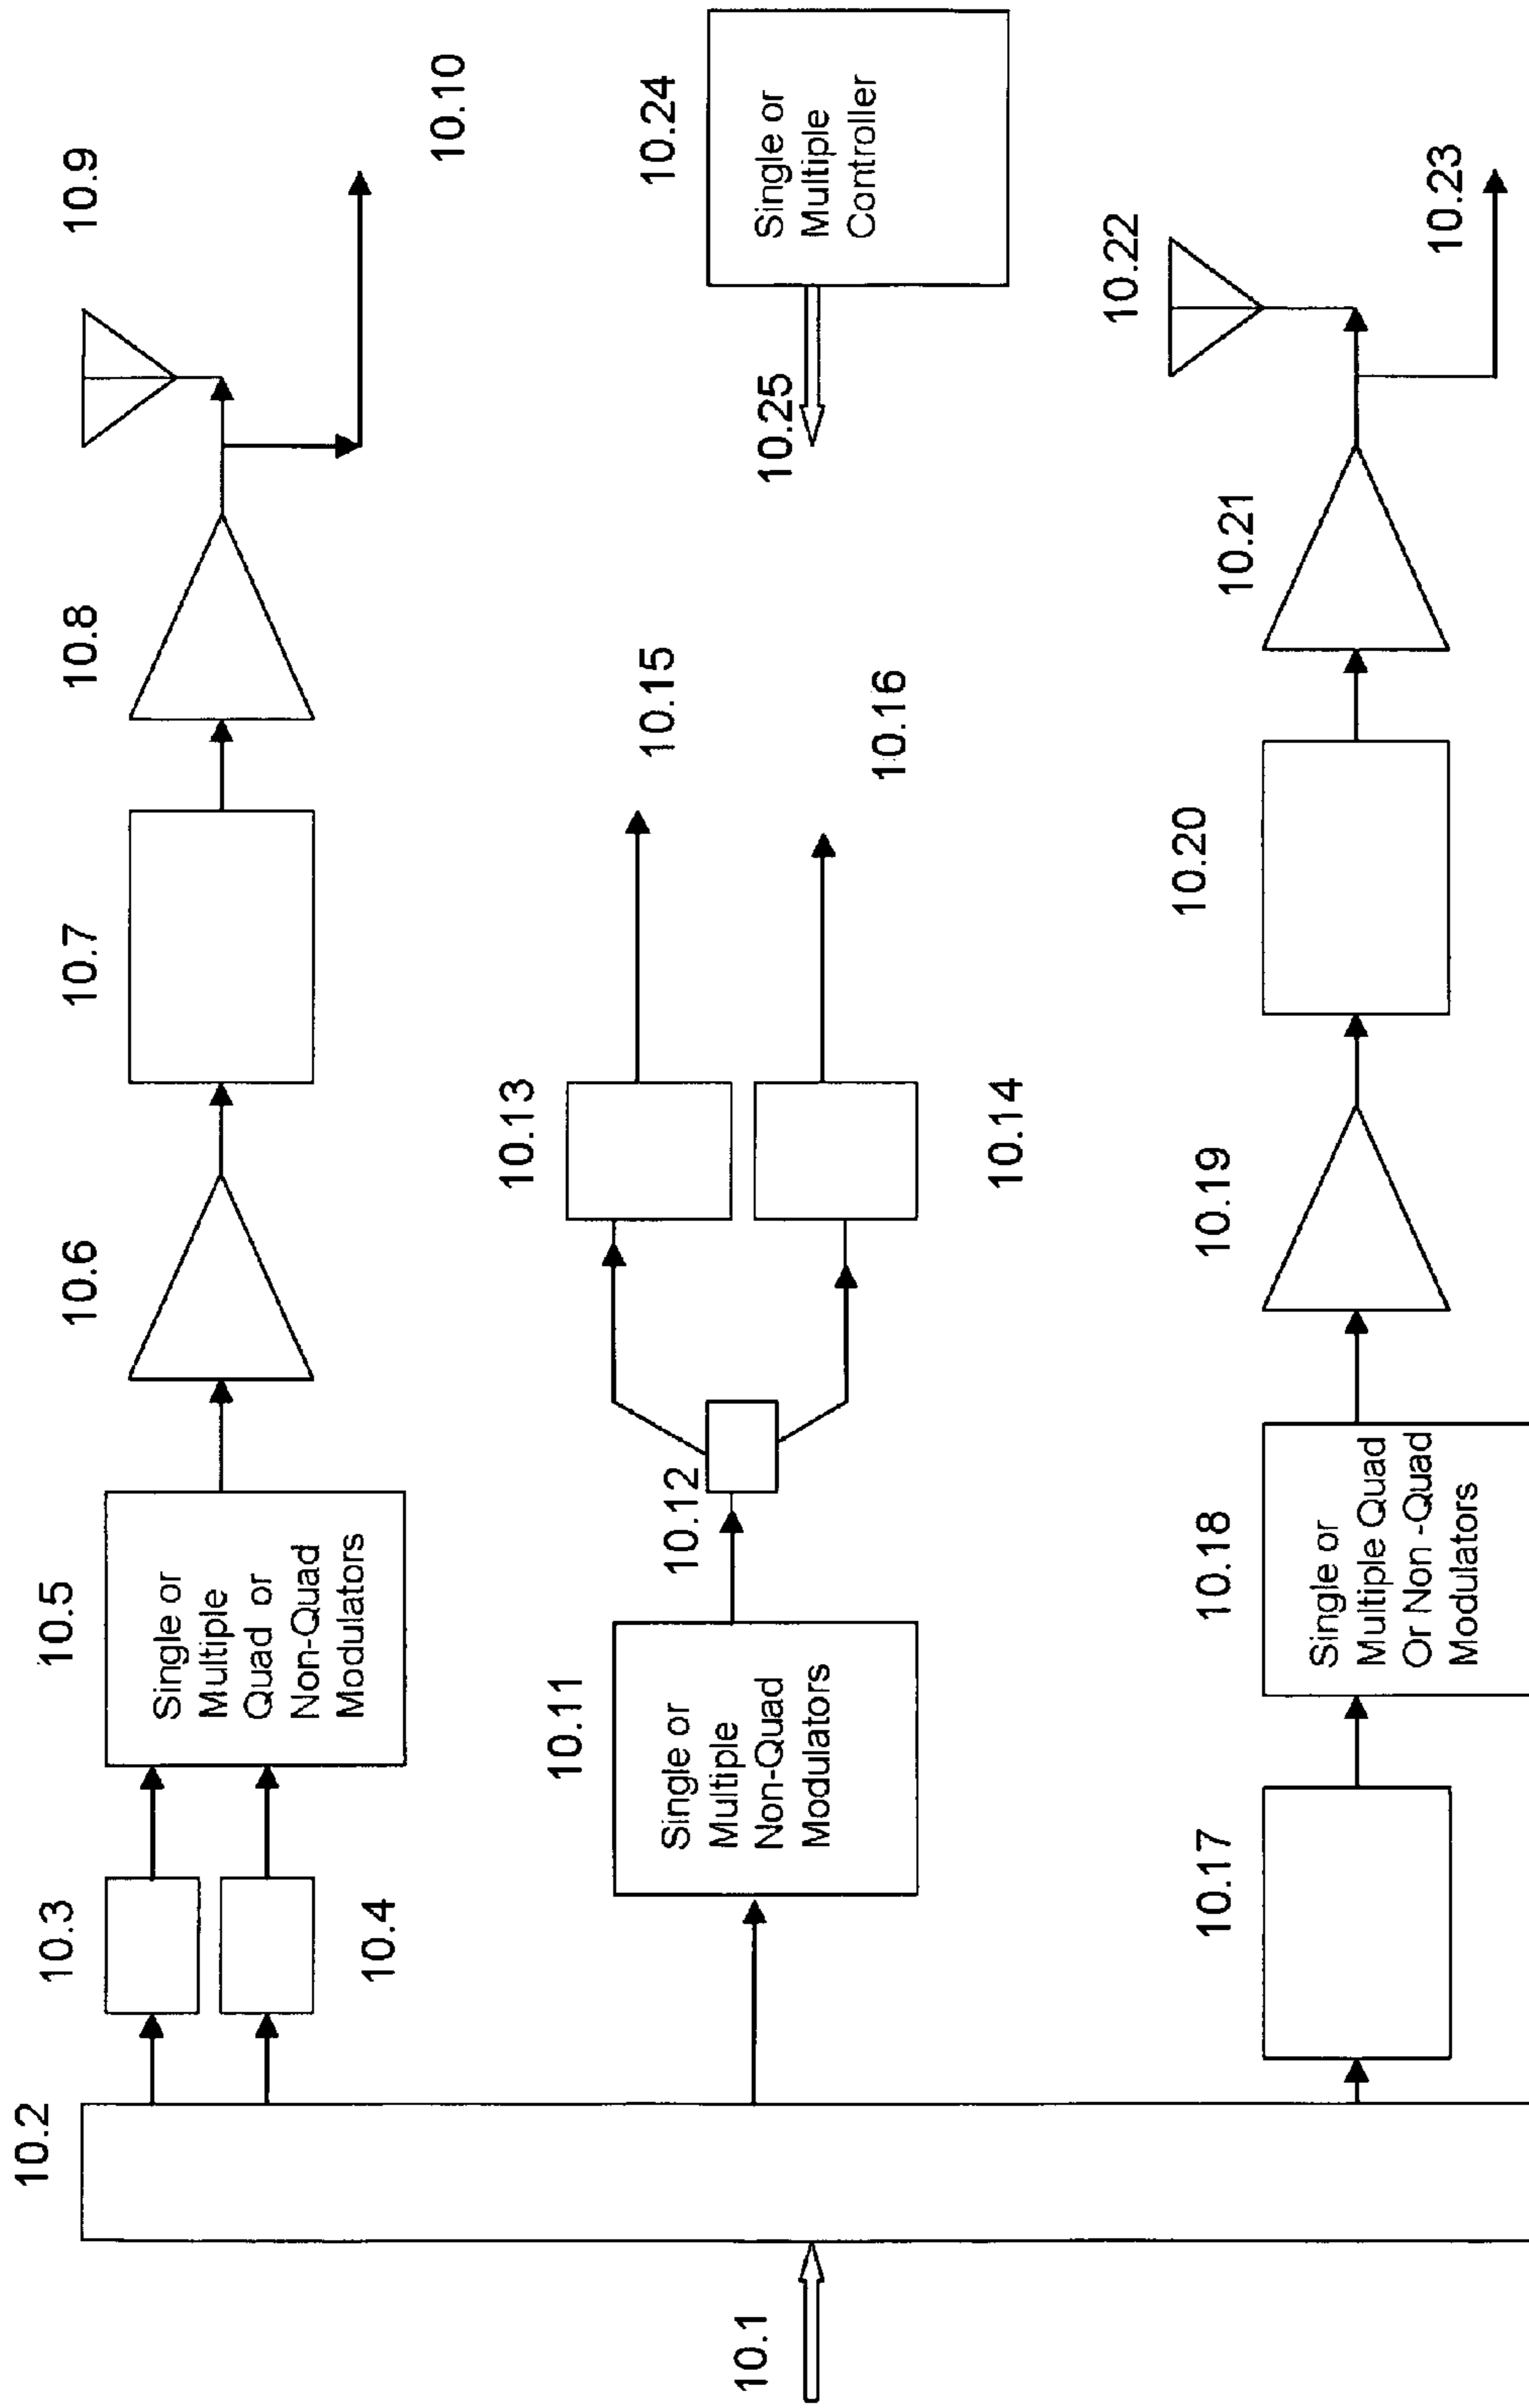 10.1
10.2
10.3
10.4
10.5
Single or
Multiple
Quad or
Non-Quad
Modulators
10.6
10.7
10.8
10.9
10.10
10.11
Single or
Multiple
Non-Quad
Modulators
10.12
10.13
10.14
10.15
10.16
10.17
10.18
Single or
Multiple Quad
Or Non -Quad
Modulators
10.19
10.20
10.21
10.22
10.23
10.24
Single or
Multiple
Controller
10.25